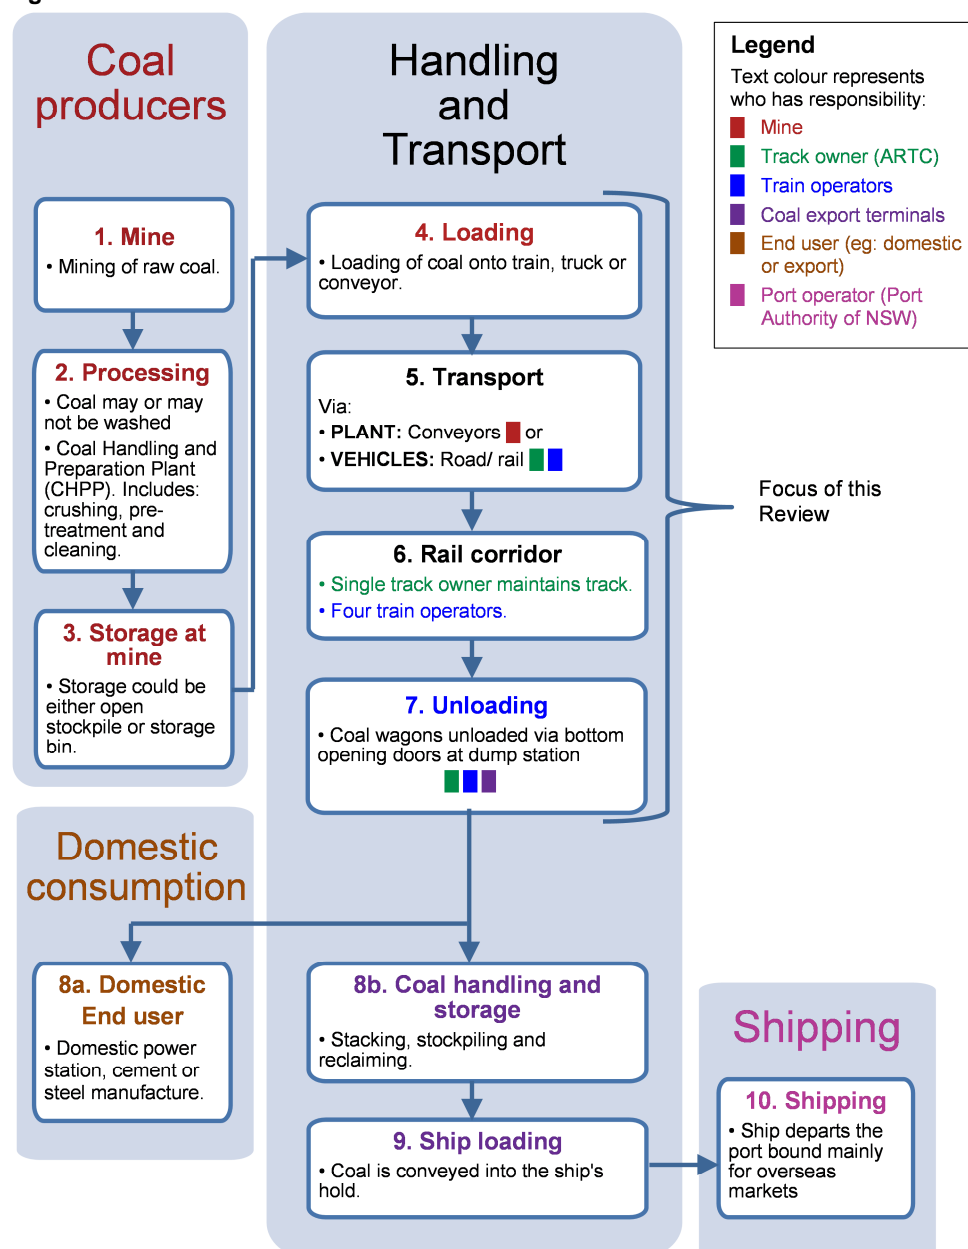 Coal
producers
1. Mine
• Mining of raw coal.
2. Processing
• Coal may or may
not be washed
• Coal Handling and
Preparation Plant
(CHPP). Includes:
crushing, pre-
treatment and
cleaning.
3. Storage at
mine
• Storage could be
either open
stockpile or storage
bin.
Handling
and
Transport
4. Loading
• Loading of coal onto train, truck or
conveyor.
5. Transport
Via:
• PLANT: Conveyors or
• VEHICLES: Road/ rail
6. Rail corridor
• Single track owner maintains track.
• Four train operators.
7. Unloading
• Coal wagons unloaded via bottom
opening doors at dump station
Legend
Text colour represents
who has responsibility:
Mine
Track owner (ARTC)
Train operators
Coal export terminals
End user (eg: domestic
or export)
Port operator (Port
Authority of NSW)
Focus of this
Review
Domestic
consumption
8a. Domestic
End user
• Domestic power
station, cement or
steel manufacture.
8b. Coal handling and
storage
• Stacking, stockpiling and
reclaiming.
9. Ship loading
• Coal is conveyed into the ship's
hold.
Shipping
10. Shipping
• Ship departs the
port bound mainly
for overseas
markets